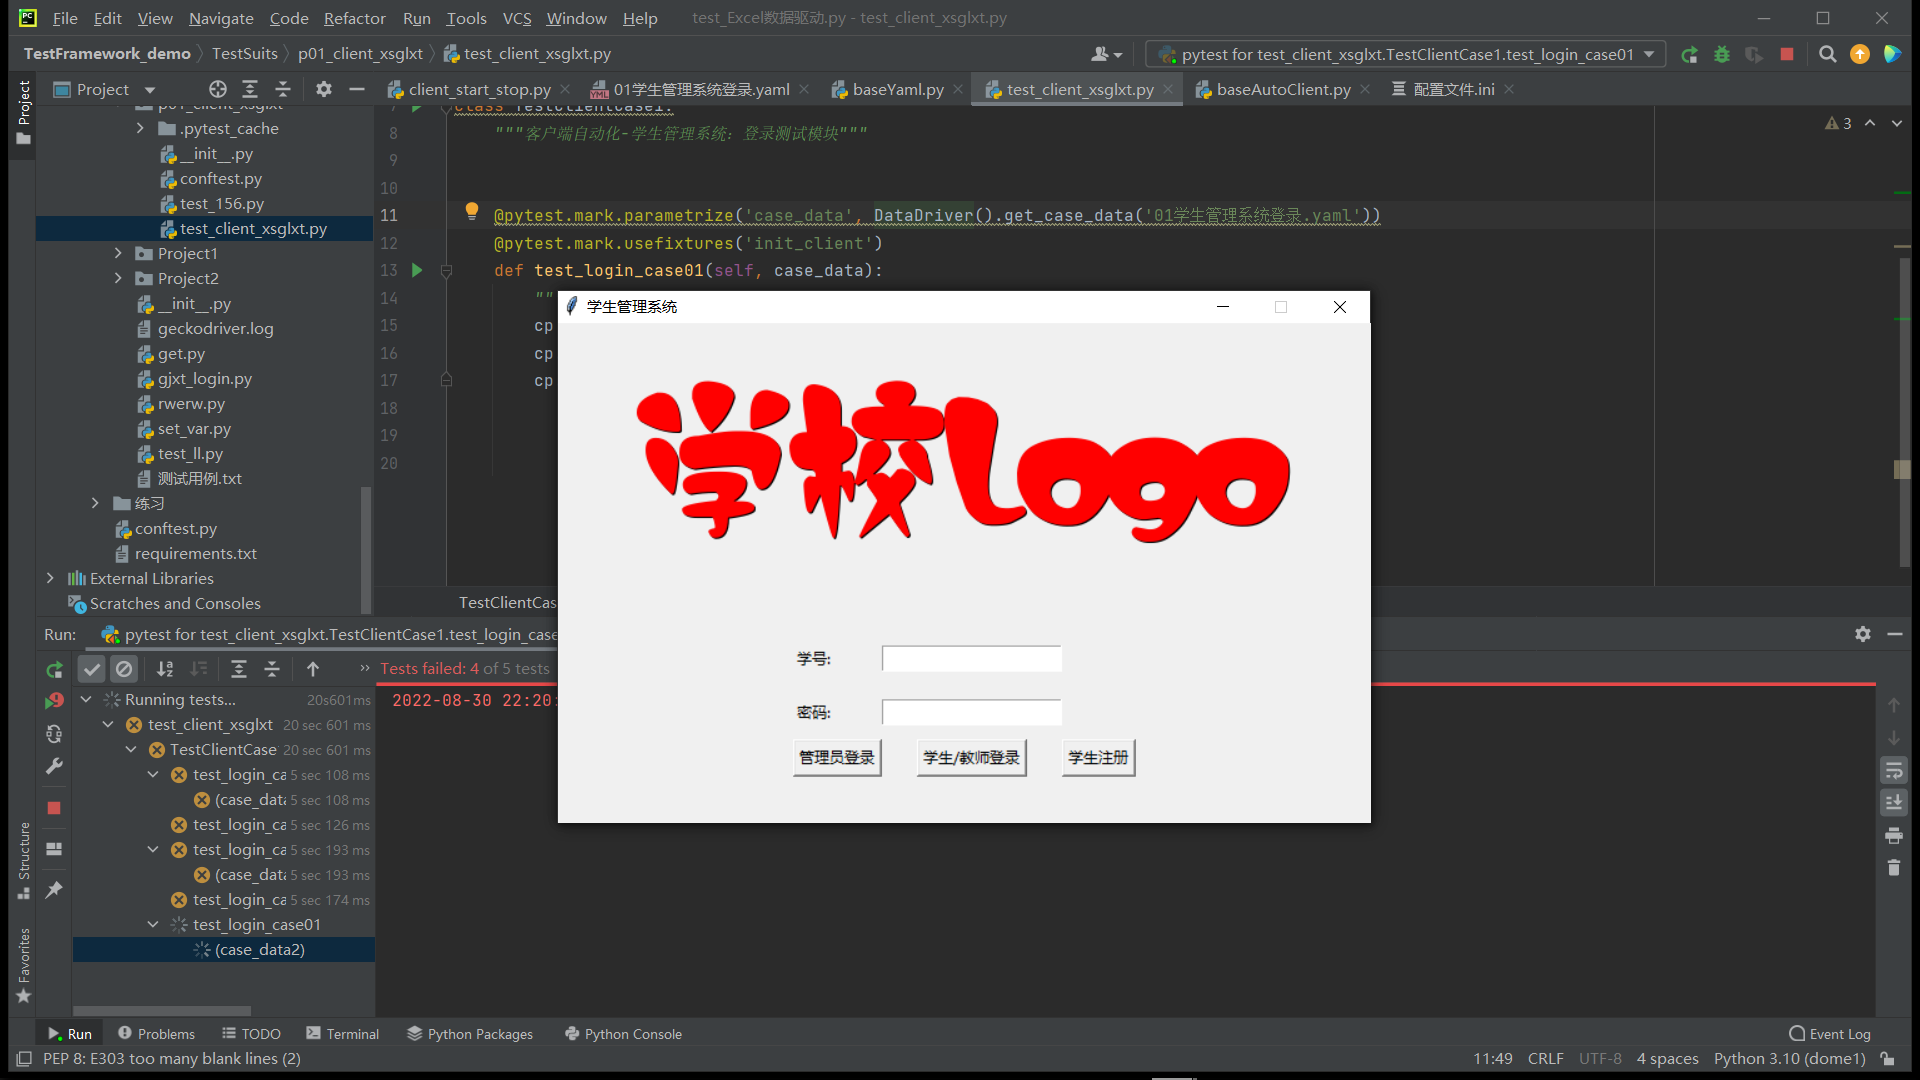 File Edit View Navigate Code Refactor Run Tools VCS Window Help test_Excel数据驱动.py - test_client_xsglxt.py
TestFramework_demo TestSuits p01_client_xsglxt test_client_xsglxt.py
pytest for test_client_xsglxt.TestClientCase1.test_login_case01
Project
client_start_stop.py 01学生管理系统登录.yaml baseYaml.py test_client_xsglxt.py baseAutoClient.py 配置文件.ini
Project
p01_client_xsglxt
.pytest_cache
__init__.py
conftest.py
test_156.py
test_client_xsglxt.py
Project1
Project2
__init__.py
geckodriver.log
get.py
gjxt_login.py
rwerw.py
set_var.py
test_ll.py
测试用例.txt
练习
conftest.py
requirements.txt
External Libraries
Scratches and Consoles
7 class TestClientCase1:
8 """客户端自动化-学生管理系统：登录测试模块"""
9
10
11 @pytest.mark.parametrize('case_data', DataDriver().get_case_data('01学生管理系统登录.yaml'))
12 @pytest.mark.usefixtures('init_client')
13 def test_login_case01(self, case_data):
14 ""
15 cp
16 cp
17 cp
18
19
20
3
TestClientCas
学生管理系统
学校logo
学号:
密码:
管理员登录 学生/教师登录 学生注册
Run: pytest for test_client_xsglxt.TestClientCase1.test_login_case
Tests failed: 4 of 5 tests
2022-08-30 22:20:
Running tests... 20s601ms
test_client_xsglxt 20 sec 601 ms
TestClientCase 20 sec 601 ms
test_login_ca 5 sec 108 ms
(case_data 5 sec 108 ms
test_login_ca 5 sec 126 ms
test_login_ca 5 sec 193 ms
(case_data 5 sec 193 ms
test_login_ca 5 sec 174 ms
test_login_case01
(case_data2)
Structure
Favorites
Run Problems TODO Terminal Python Packages Python Console Event Log
PEP 8: E303 too many blank lines (2) 11:49 CRLF UTF-8 4 spaces Python 3.10 (dome1)